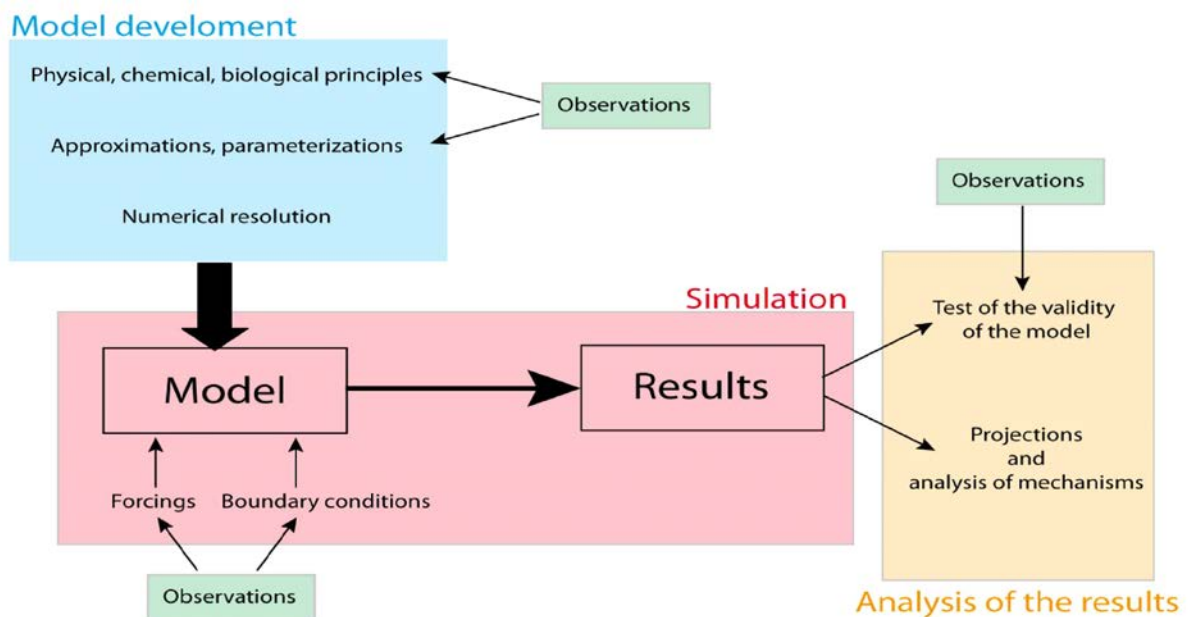 Model develoment
Physical, chemical, biological principles
Observations
Approximations, parameterizations
Numerical resolution
Observations
Simulation
Test of the validity
of the model
Model
Results
Projections
and
analysis of mechanisms
Forcings
Boundary conditions
Observations
Analysis of the results